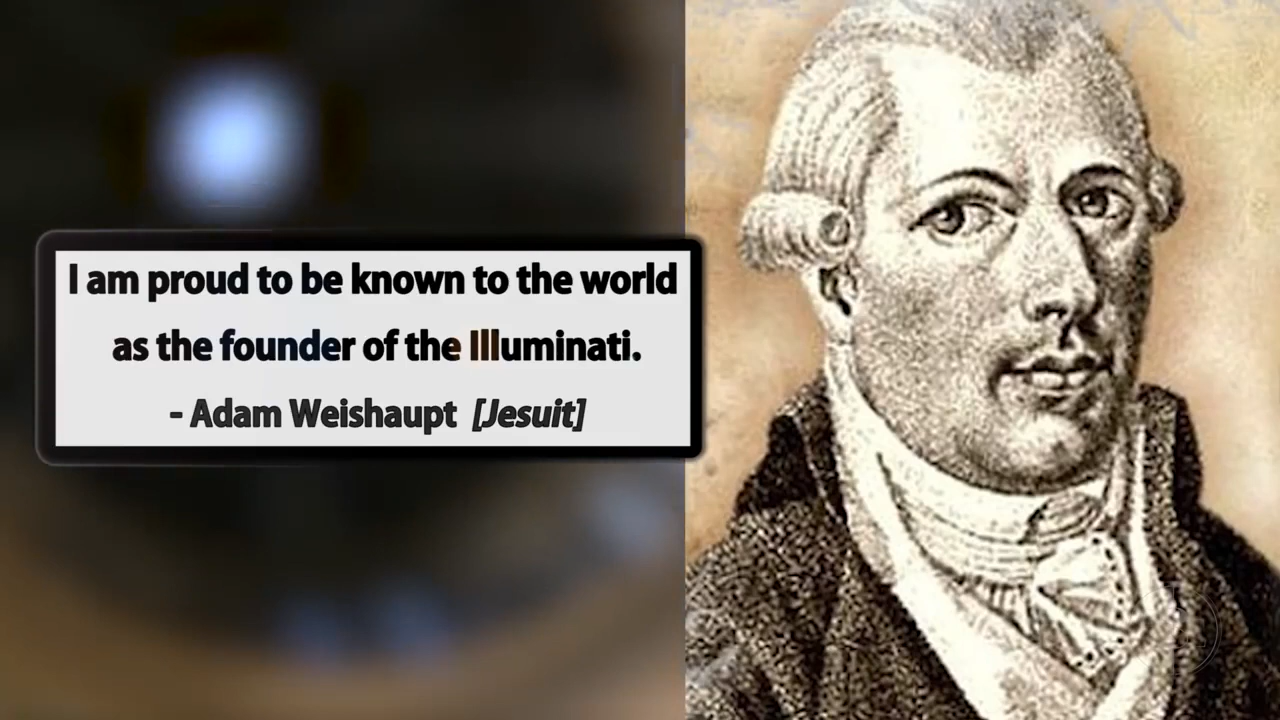 I am proud to be known to the world
as the founder of the Illuminati.
- Adam Weishaupt [Jesuit]